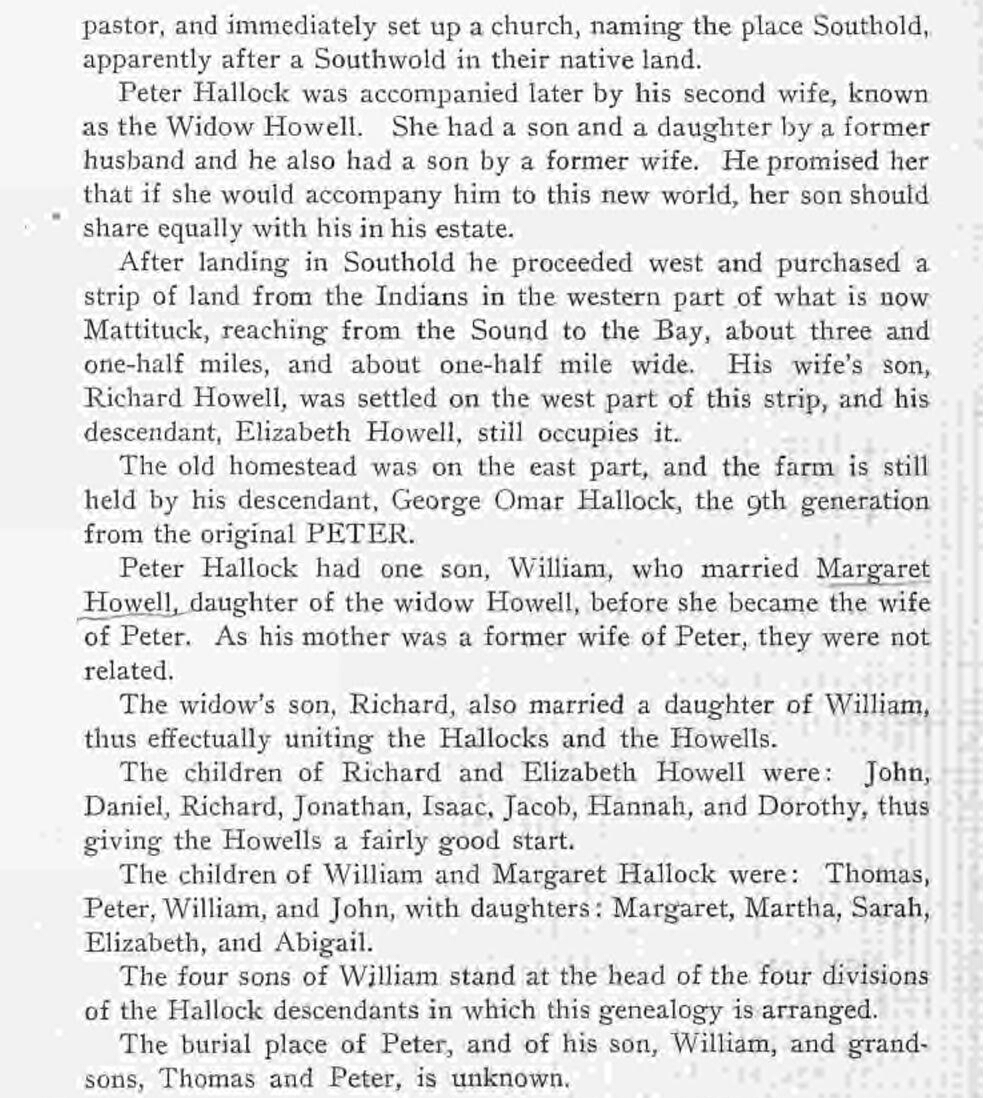 pastor, and immediately set up a church, naming the place Southold,
apparently after a Southwold in their native land.
Peter Hallock was accompanied later by his second wife, known
as the Widow Howell. She had a son and a daughter by a former
husband and he also had a son by a former wife. He promised her
that if she would accompany him to this new world, her son should
share equally with his in his estate.
After landing in Southold he proceeded west and purchased a
strip of land from the Indians in the western part of what is now
Mattituck, reaching from the Sound to the Bay, about three and
one-half miles, and about one-half mile wide. His wife's son,
Richard Howell, was settled on the west part of this strip, and his
descendant, Elizabeth Howell, still occupies it.
The old homestead was on the east part, and the farm is still
held by his descendant, George Omar Hallock, the 9th generation
from the original PETER.
Peter Hallock had one son, William, who married Margaret
Howell, daughter of the widow Howell, before she became the wife
of Peter. As his mother was a former wife of Peter, they were not
related.
The widow's son, Richard, also married a daughter of William,
thus effectually uniting the Hallocks and the Howells.
The children of Richard and Elizabeth Howell were: John,
Daniel, Richard, Jonathan, Isaac, Jacob, Hannah, and Dorothy, thus
giving the Howells a fairly good start.
The children of William and Margaret Hallock were: Thomas,
Peter, William, and John, with daughters: Margaret, Martha, Sarah,
Elizabeth, and Abigail.
The four sons of William stand at the head of the four divisions
of the Hallock descendants in which this genealogy is arranged.
The burial place of Peter, and of his son, William, and grand-
sons, Thomas and Peter, is unknown.